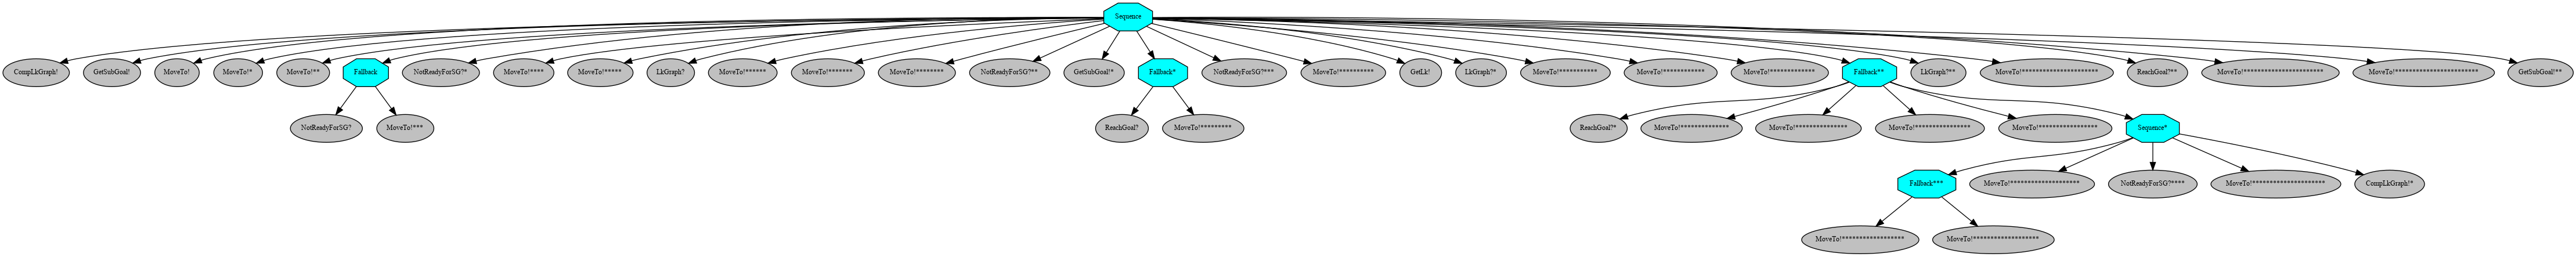 Sequence
CompLkGraph! GetSubGoal! MoveTo! MoveTo!* MoveTo!** Fallback NotReadyForSG?* MoveTo!**** MoveTo!***** LkGraph? MoveTo!****** MoveTo!******* MoveTo!******** NotReadyForSG?** GetSubGoal!* Fallback* NotReadyForSG?*** MoveTo!********** GetLk! LkGraph?* MoveTo!*********** MoveTo!************ MoveTo!************* Fallback** LkGraph?** MoveTo!********************** ReachGoal?** MoveTo!*********************** MoveTo!************************ GetSubGoal!**
NotReadyForSG? MoveTo!*** ReachGoal? MoveTo!********* ReachGoal?* MoveTo!************** MoveTo!*************** MoveTo!**************** MoveTo!***************** Sequence*
Fallback*** MoveTo!******************** NotReadyForSG?**** MoveTo!********************* CompLkGraph!*
MoveTo!****************** MoveTo!*******************